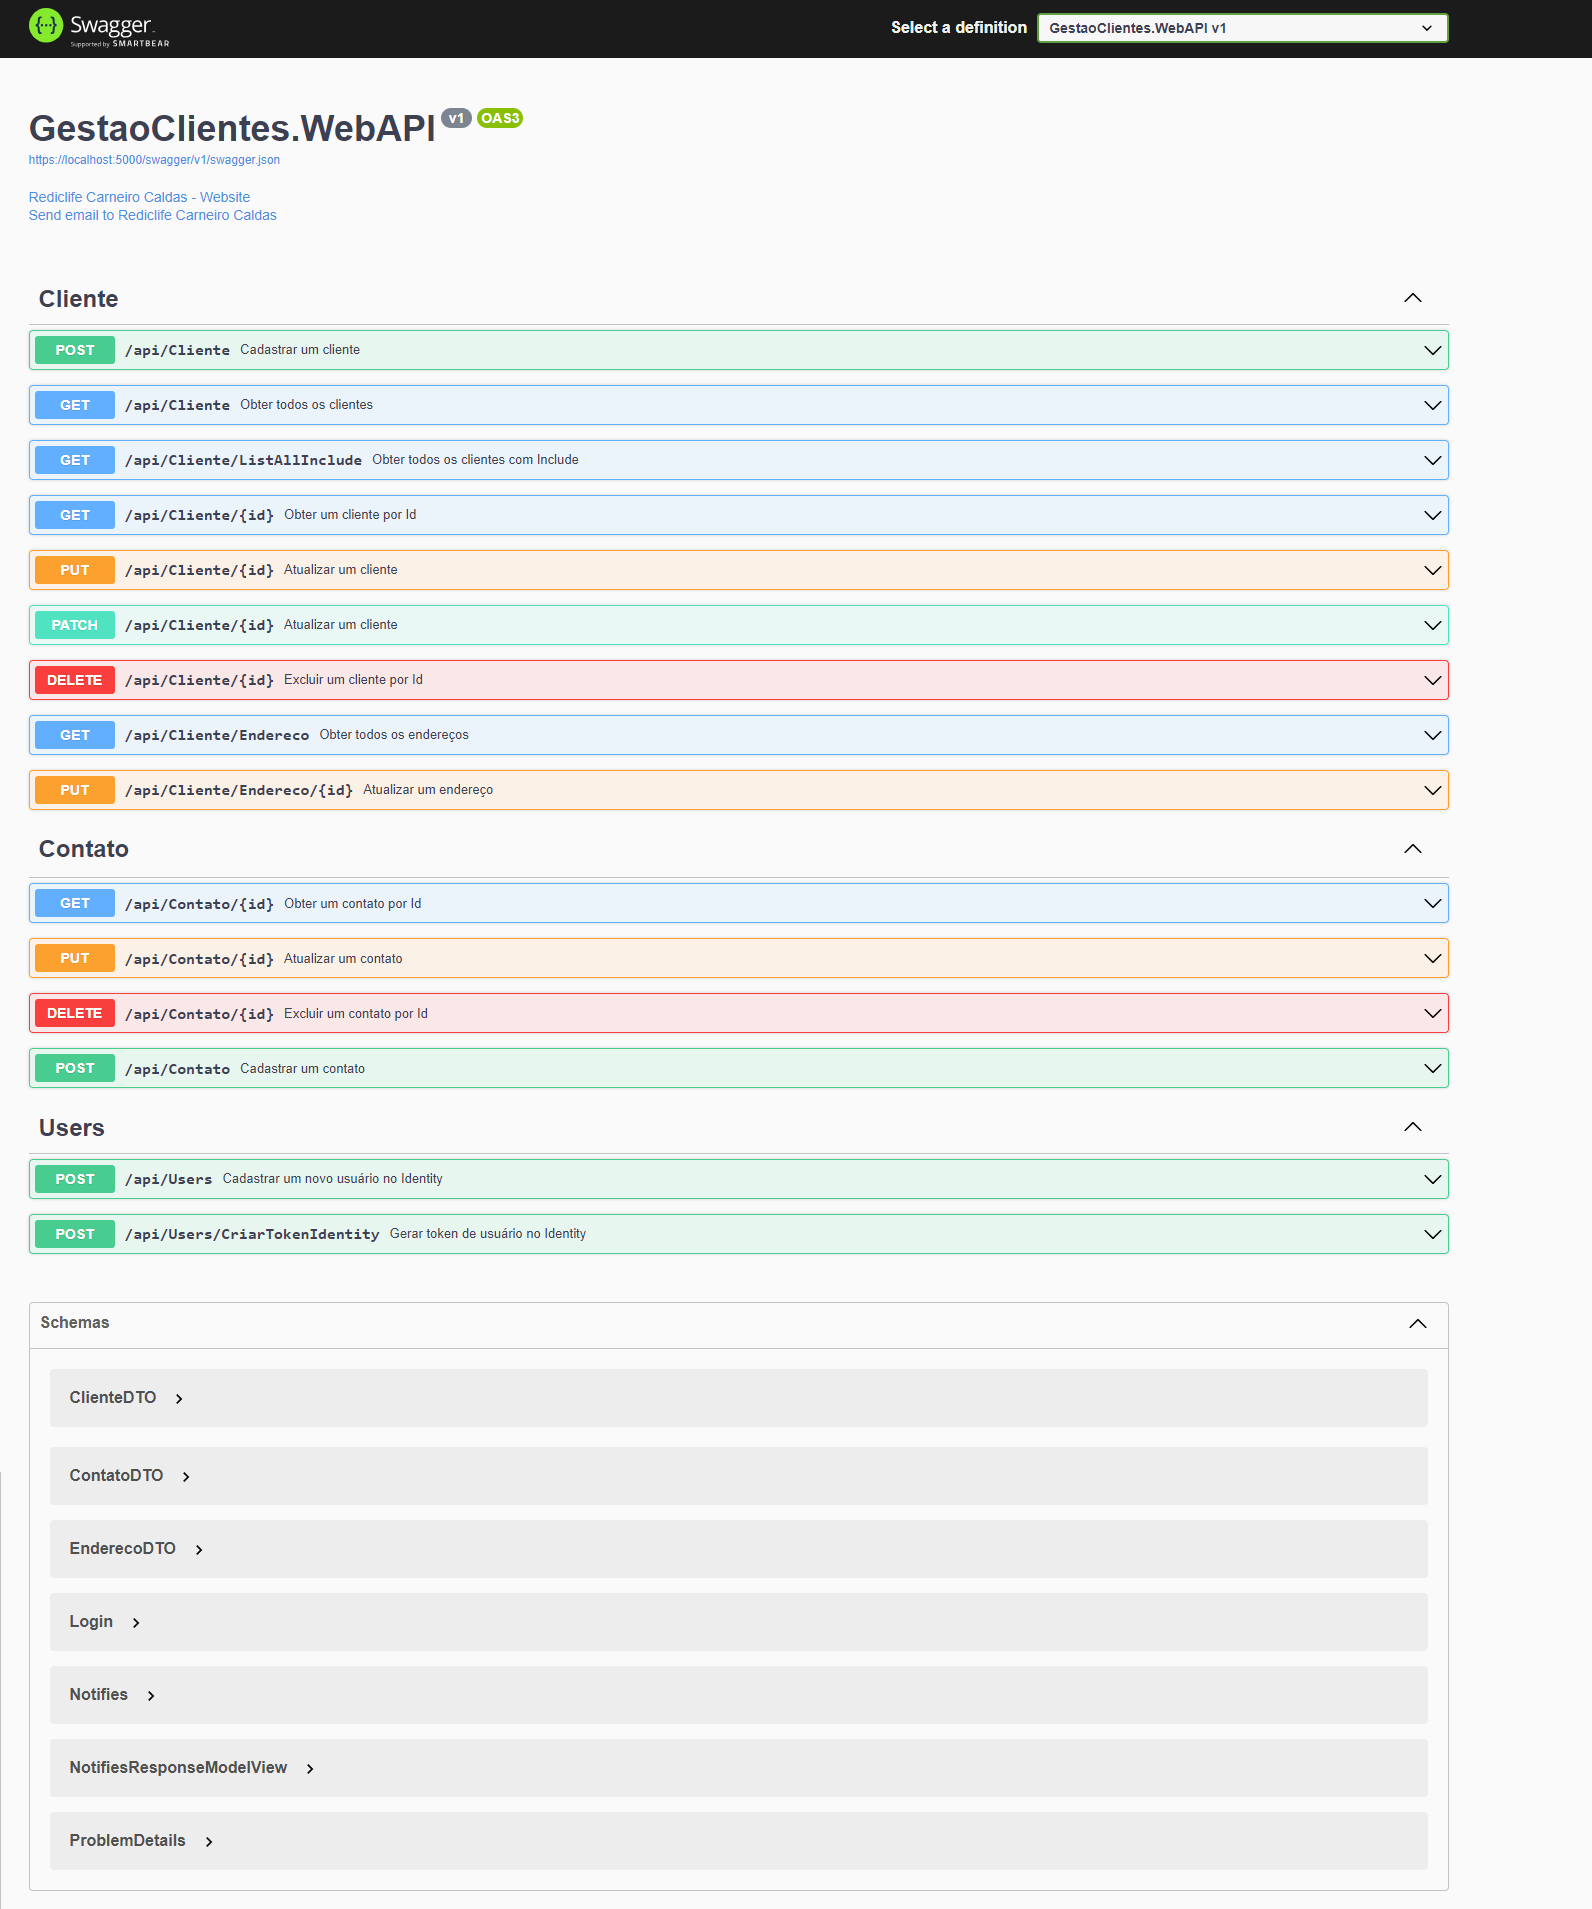 Swagger
Supported by SMARTBEAR
Select a definition
GestaoClientes.WebAPI v1
GestaoClientes.WebAPI v1 OAS3
https://localhost:5000/swagger/v1/swagger.json
Rediclife Carneiro Caldas - Website
Send email to Rediclife Carneiro Caldas
Cliente
POST /api/Cliente Cadastrar um cliente
GET /api/Cliente Obter todos os clientes
GET /api/Cliente/ListAllInclude Obter todos os clientes com Include
GET /api/Cliente/{id} Obter um cliente por Id
PUT /api/Cliente/{id} Atualizar um cliente
PATCH /api/Cliente/{id} Atualizar um cliente
DELETE /api/Cliente/{id} Excluir um cliente por Id
GET /api/Cliente/Endereco Obter todos os endereços
PUT /api/Cliente/Endereco/{id} Atualizar um endereço
Contato
GET /api/Contato/{id} Obter um contato por Id
PUT /api/Contato/{id} Atualizar um contato
DELETE /api/Contato/{id} Excluir um contato por Id
POST /api/Contato Cadastrar um contato
Users
POST /api/Users Cadastrar um novo usuário no Identity
POST /api/Users/CriarTokenIdentity Gerar token de usuário no Identity
Schemas
ClienteDTO
ContatoDTO
EnderecoDTO
Login
Notifies
NotifiesResponseModelView
ProblemDetails